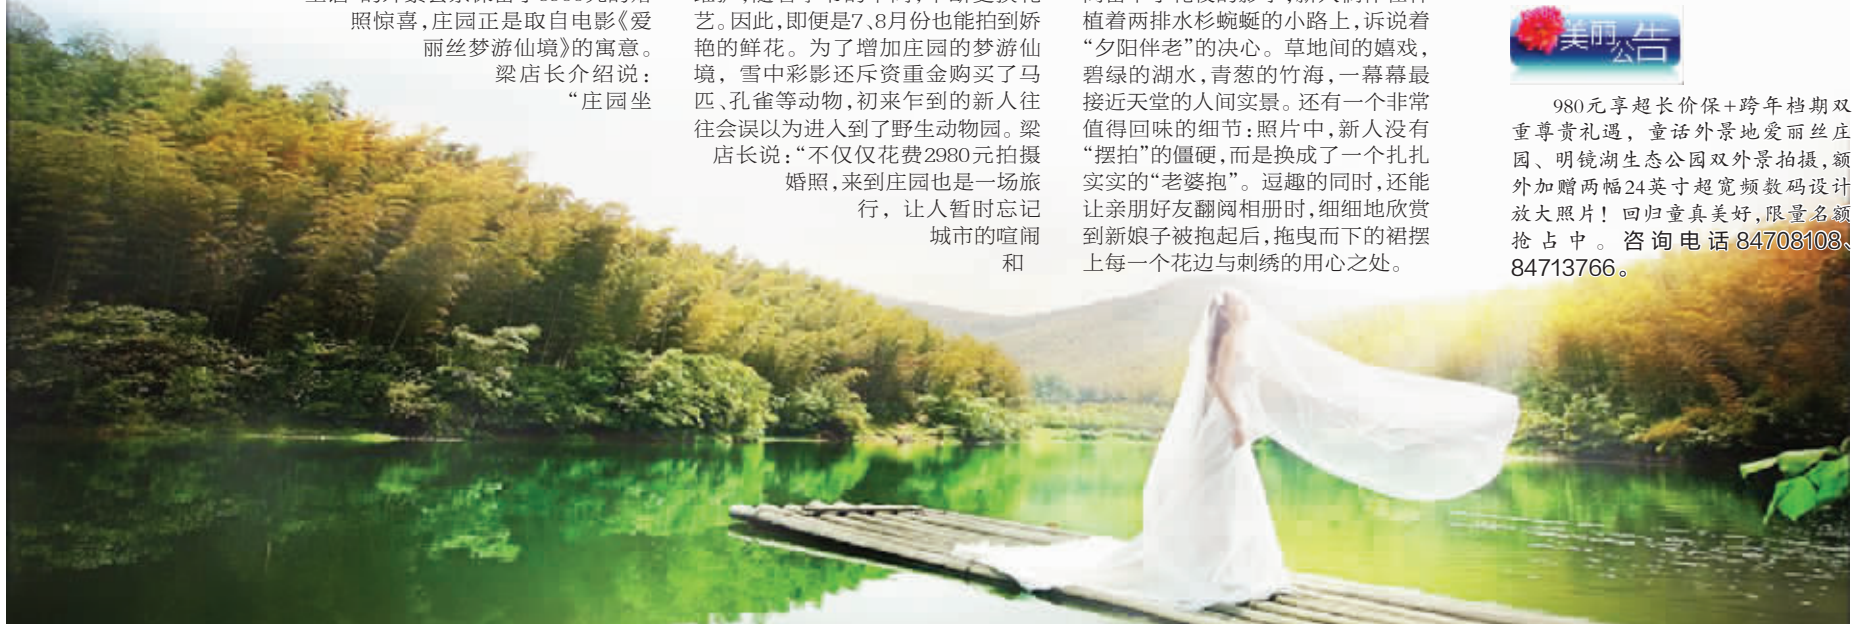 照惊喜，庄园正是取自电影《爱
丽丝梦游仙境》的寓意。
梁店长介绍说：
“庄园坐
艺。因此，即便是7、8月份也能拍到娇
艳的鲜花。为了增加庄园的梦游仙
境，雪中彩影还斥资重金购买了马
匹、孔雀等动物，初来乍到的新人往
往会误以为进入到了野生动物园。梁
店长说：“不仅仅花费2980元拍摄
婚照，来到庄园也是一场旅
行，让人暂时忘记
城市的喧闹
和
植着两排水杉蜿蜒的小路上，诉说着
“夕阳伴老”的决心。草地间的嬉戏，
碧绿的湖水，青葱的竹海，一幕幕最
接近天堂的人间实景。还有一个非常
值得回味的细节：照片中，新人没有
“摆拍”的僵硬，而是换成了一个扎扎
实实的“老婆抱”。逗趣的同时，还能
让亲朋好友翻阅相册时，细细地欣赏
到新娘子被抱起后，拖曳而下的裙摆
上每一个花边与刺绣的用心之处。
美丽公告
980元享超长价保+跨年档期双
重尊贵礼遇，童话外景地爱丽丝庄
园、明镜湖生态公园双外景拍摄，额
外加赠两幅24英寸超宽频数码设计
放大照片！回归童真美好，限量名额
抢占中。咨询电话84708108、
84713766。